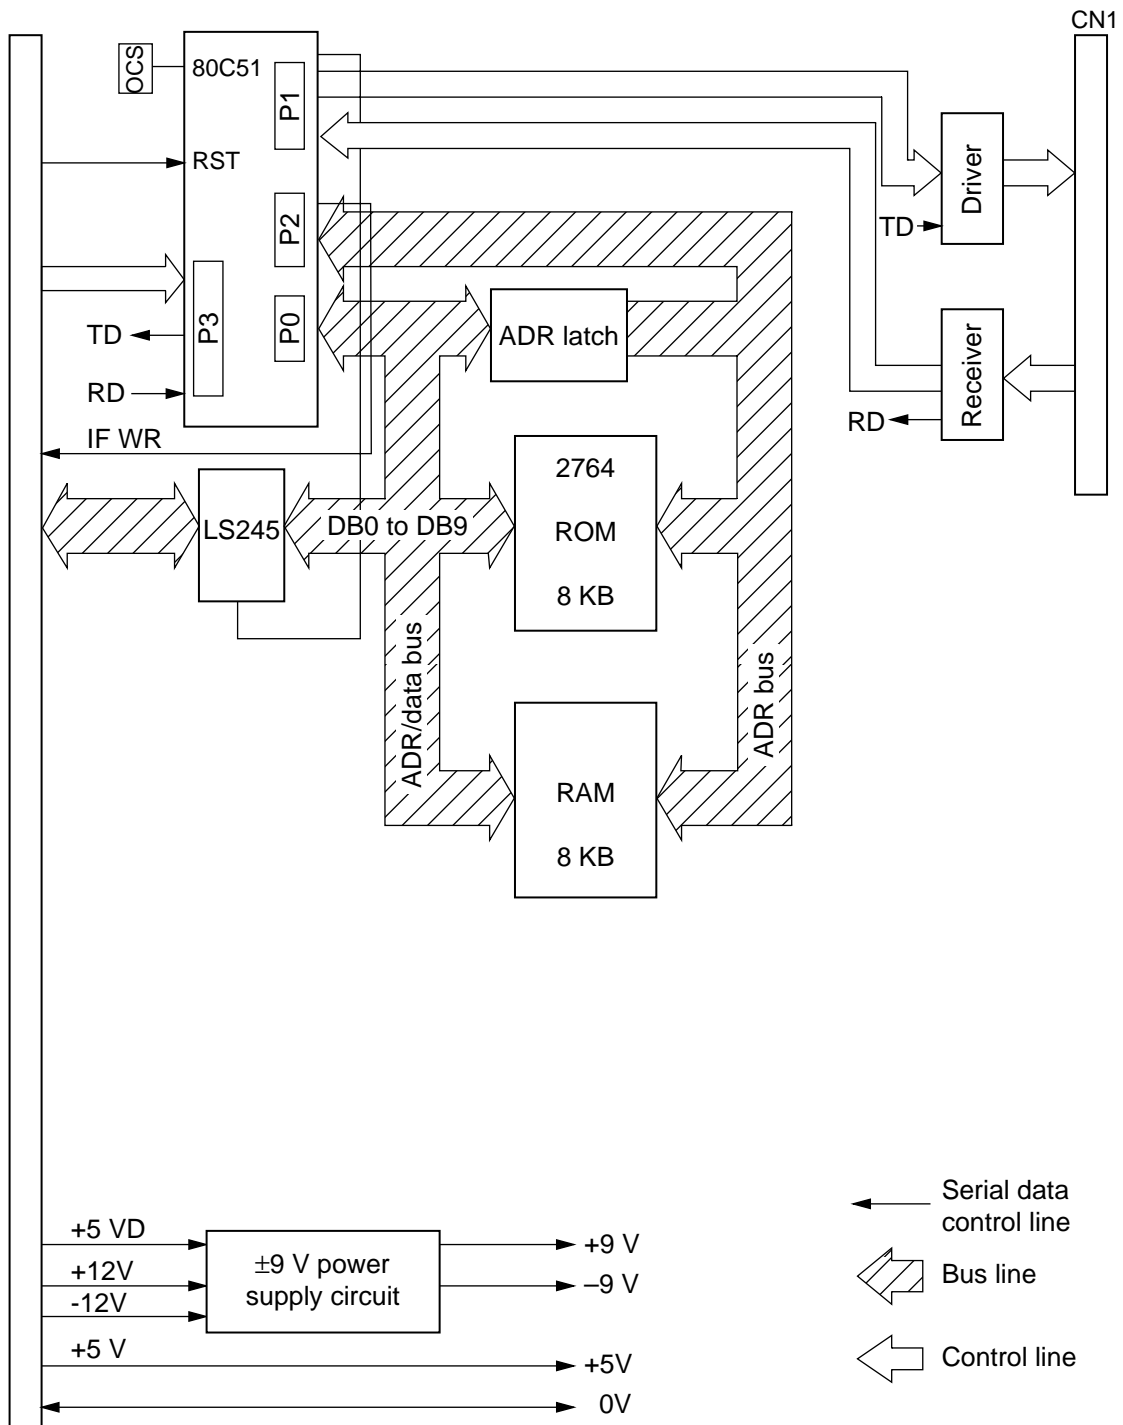 CN1
OCS
80C51
P1
RST
P2
Driver
TD
P3
P0
TD
ADR latch
Receiver
RD
RD
IF WR
2764
ROM
8 KB
LS245
DB0 to DB9
ADR/data bus
ADR bus
RAM
8 KB
Serial data
control line
+5 VD
±9 V power
supply circuit
+9 V
+12V
–9 V
-12V
Bus line
+5 V
+5V
Control line
0V